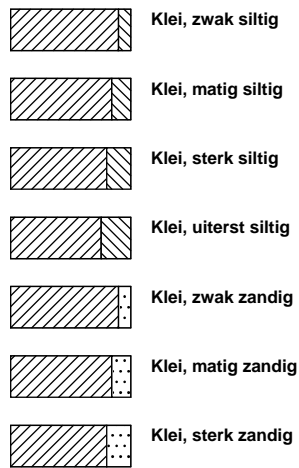 Klei, zwak siltig
Klei, matig siltig
Klei, sterk siltig
Klei, uiterst siltig
Klei, zwak zandig
Klei, matig zandig
Klei, sterk zandig